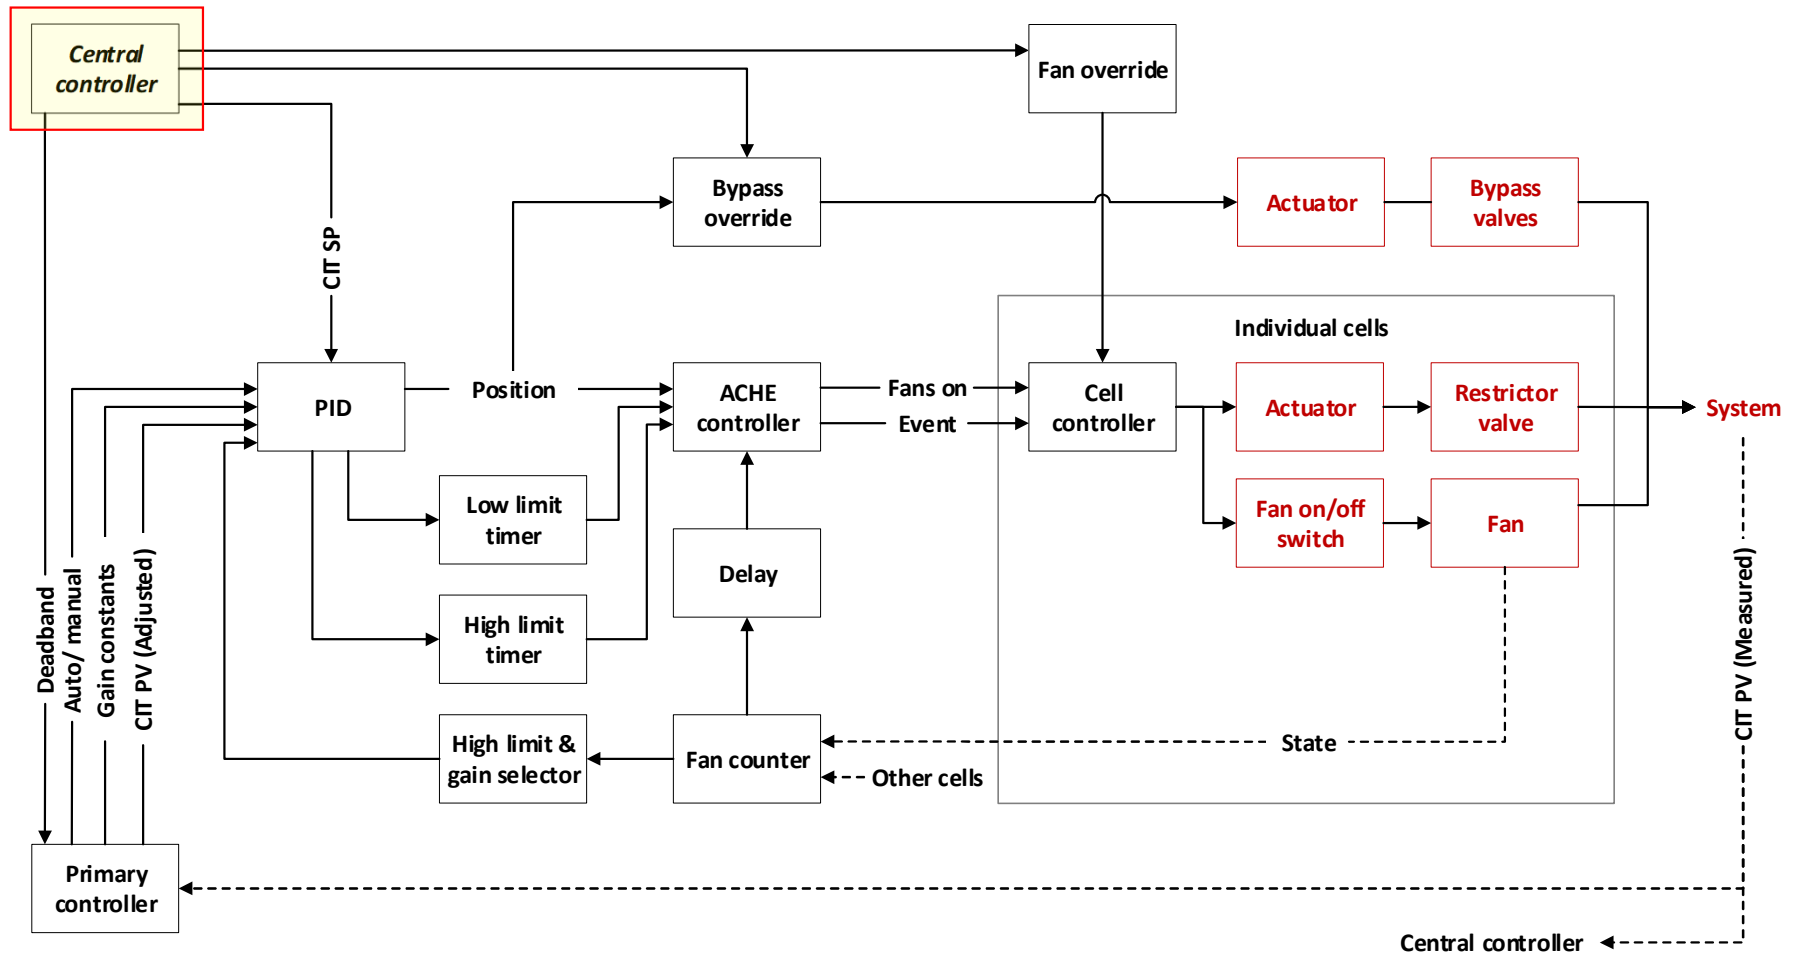 Central
controller
Fan override
Bypass
override
Actuator
Bypass
valves
CIT SP
Individual cells
PID
Position
ACHE
controller
Fans on
Event
Cell
controller
Actuator
Restrictor
valve
System
Low limit
timer
Fan on/off
switch
Fan
Delay
High limit
timer
Deadband
Auto/ manual
Gain constants
CIT PV (Adjusted)
CIT PV (Measured)
High limit &
gain selector
Fan counter
State
Other cells
Primary
controller
Central controller